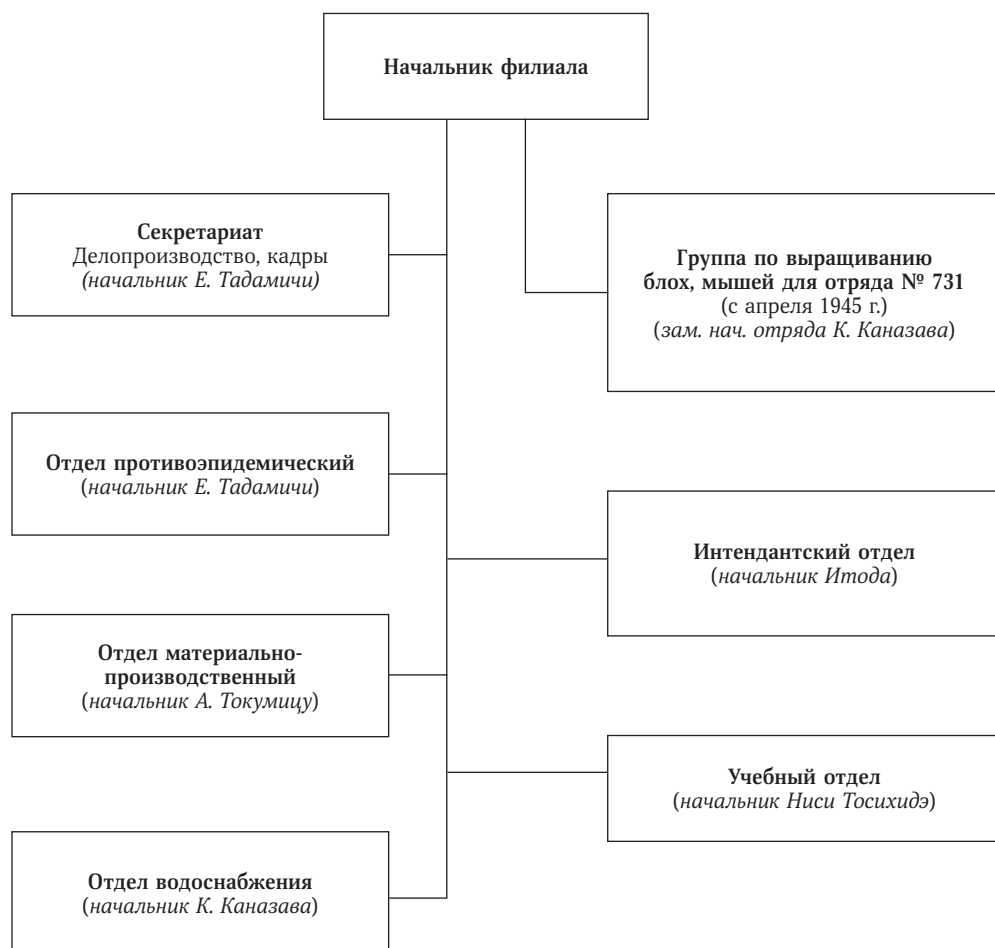 Начальник филиала
Секретариат
Делопроизводство, кадры
(начальник Е. Тадамичи)
Группа по выращиванию
блох, мышей для отряда № 731
(с апреля 1945 г.)
(зам. нач. отряда К. Каназава)
Отдел противоэпидемический
(начальник Е. Тадамичи)
Интендантский отдел
(начальник Итода)
Отдел материально-
производственный
(начальник А. Токумицу)
Учебный отдел
(начальник Ниси Тосихидэ)
Отдел водоснабжения
(начальник К. Каназава)